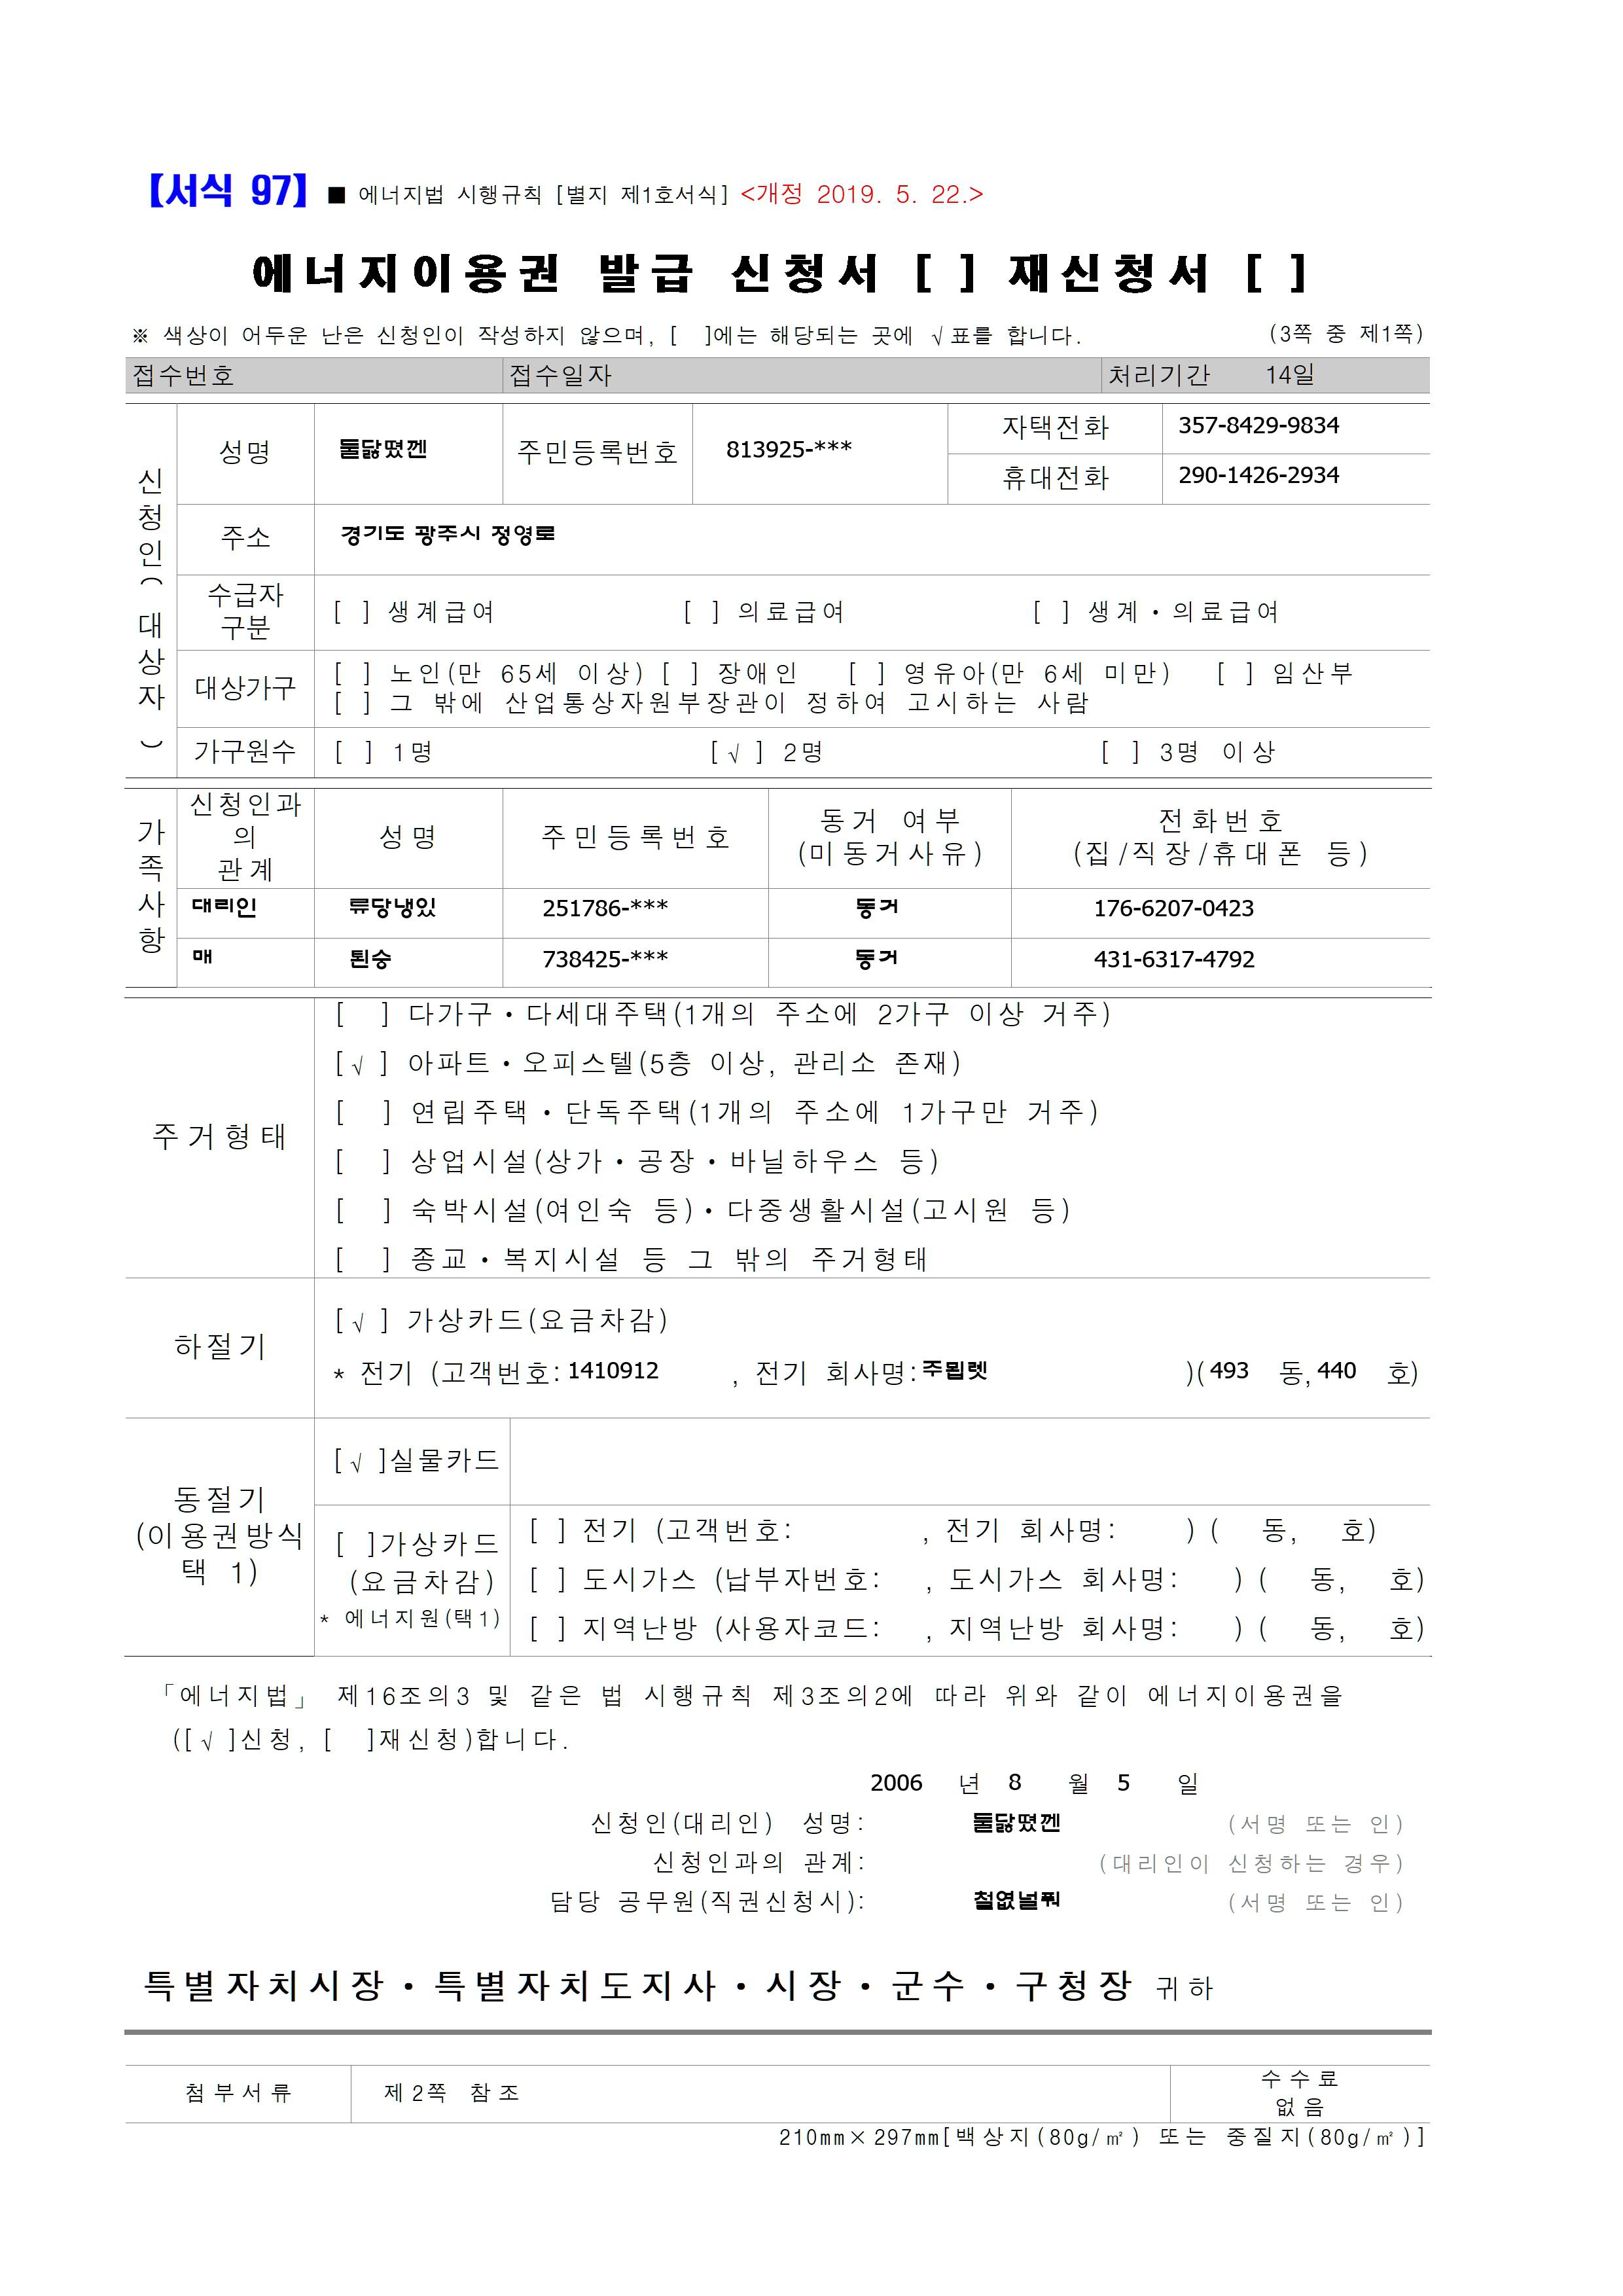 【서식 97】 ■ 에너지법 시행규칙 [별지 제1호서식] <개정 2019. 5. 22.>
에너지이용권 발급 신청서 [ ] 재신청서 [ ]
※ 색상이 어두운 난은 신청인이 작성하지 않으며, [ ]에는 해당되는 곳에 √표를 합니다. (3쪽 중 제1쪽)
접수번호 접수일자 처리기간 14일
신청인(대상자)
성명 둘닳떴껜 주민등록번호 813925-***
자택전화 357-8429-9834
휴대전화 290-1426-2934
주소 경기도 광주시 정영로
수급자
구분
[ ] 생계급여 [ ] 의료급여 [ ] 생계·의료급여
대상가구
[ ] 노인(만 65세 이상) [ ] 장애인 [ ] 영유아(만 6세 미만) [ ] 임산부
[ ] 그 밖에 산업통상자원부장관이 정하여 고시하는 사람
가구원수 [ ] 1명 [√ ] 2명 [ ] 3명 이상
가족사항
신청인과
의
관계
성명
주민등록번호
동거 여부
(미동거사유)
전화번호
(집/직장/휴대폰 등)
대리인 류당냉있 251786-*** 동거 176-6207-0423
매 퇸숭 738425-*** 동거 431-6317-4792
주거형태
[ ] 다가구·다세대주택(1개의 주소에 2가구 이상 거주)
[√ ] 아파트·오피스텔(5층 이상, 관리소 존재)
[ ] 연립주택·단독주택(1개의 주소에 1가구만 거주)
[ ] 상업시설(상가·공장·바닐하우스 등)
[ ] 숙박시설(여인숙 등)·다중생활시설(고시원 등)
[ ] 종교·복지시설 등 그 밖의 주거형태
하절기
[√ ] 가상카드(요금차감)
* 전기 (고객번호: 1410912 , 전기 회사명: )( 493 동, 440 호)
동절기
(이용권방식
택 1)
[√ ]실물카드
[ ]가상카드
(요금차감)
* 에너지원(택1)
[ ] 전기 (고객번호: , 전기 회사명: ) ( 동, 호)
[ ] 도시가스 (납부자번호: , 도시가스 회사명: ) ( 동, 호)
[ ] 지역난방 (사용자코드: , 지역난방 회사명: ) ( 동, 호)
「에너지법」 제16조의3 및 같은 법 시행규칙 제3조의2에 따라 위와 같이 에너지이용권을
([√ ]신청, [ ]재신청)합니다.
2006 년 8 월 5 일
신청인(대리인) 성명: 둘닳떴껜 (서명 또는 인)
신청인과의 관계: (대리인이 신청하는 경우)
담당 공무원(직권신청시): (서명 또는 인)
특별자치시장·특별자치도지사·시장·군수·구청장 귀하
첨부서류 제2쪽 참조
수수료
없음
210mm×297mm[백상지(80g/㎡) 또는 중질지(80g/㎡)]